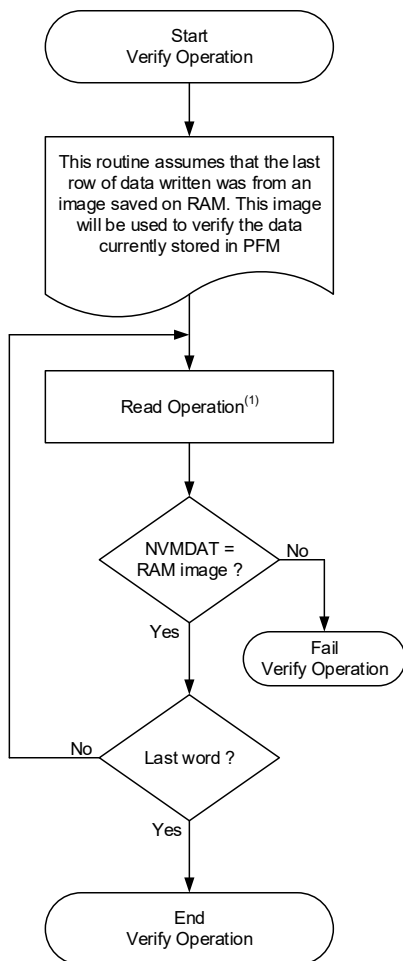 Start
Verify Operation
This routine assumes that the last
row of data written was from an
image saved on RAM. This image
will be used to verify the data
currently stored in PFM
Read Operation(1)
NVMDAT =
RAM image ?
No
Yes
Fail
Verify Operation
No
Last word ?
Yes
End
Verify Operation